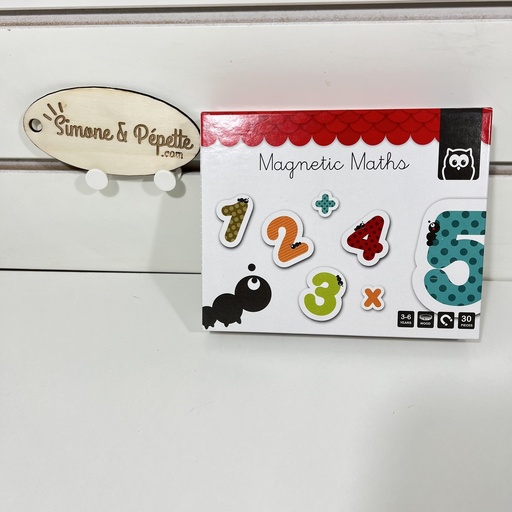 Simone & Pépette
.com
Magnetic Maths
1
2
+
4
5
3
x
3-6
YEARS
WOOD
30
PIECES